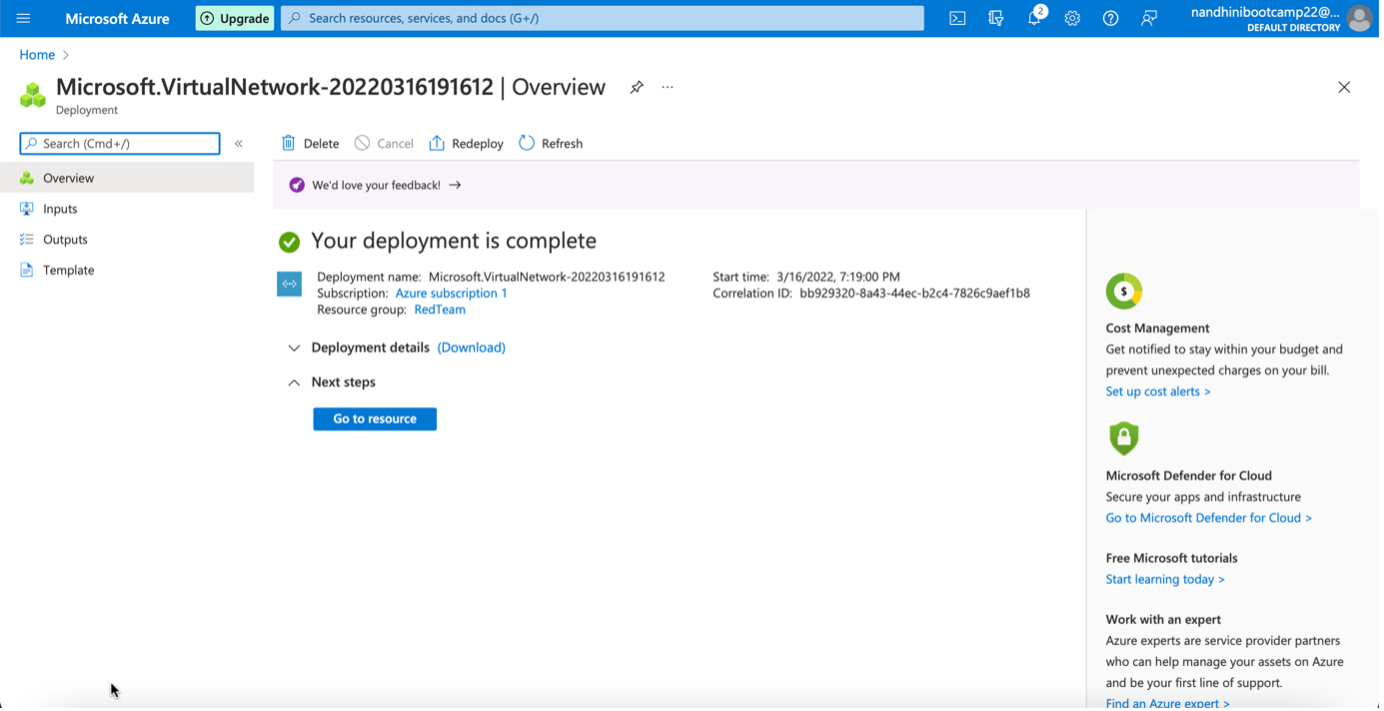 Microsoft Azure
Upgrade
Search resources, services, and docs (G+/)
2
nandhinibootcamp22@...
DEFAULT DIRECTORY
Home >
Microsoft.VirtualNetwork-20220316191612 | Overview
...
Deployment
Search (Cmd+/)
«
Delete
Cancel
Redeploy
Refresh
Overview
Inputs
Outputs
Template
We'd love your feedback! →
Your deployment is complete
Deployment name: Microsoft.VirtualNetwork-20220316191612
Subscription: Azure subscription 1
Resource group: RedTeam
Start time: 3/16/2022, 7:19:00 PM
Correlation ID: bb929320-8a43-44ec-b2c4-7826c9aef1b8
Deployment details (Download)
Next steps
Go to resource
$
Cost Management
Get notified to stay within your budget and
prevent unexpected charges on your bill.
Set up cost alerts >
Microsoft Defender for Cloud
Secure your apps and infrastructure
Go to Microsoft Defender for Cloud >
Free Microsoft tutorials
Start learning today >
Work with an expert
Azure experts are service provider partners
who can help manage your assets on Azure
and be your first line of support.
Find an Azure expert >